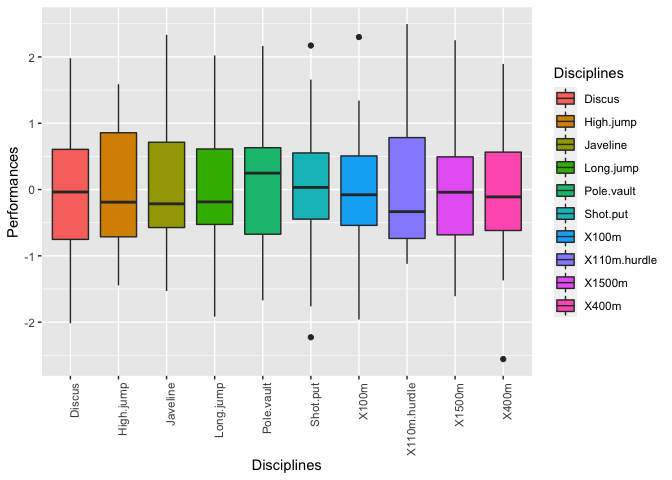 Performances
2
1
0
-1
-2
Discus
High.jump
Javeline
Long.jump
Pole.vault
Shot.put
X100m
X110m.hurdle
X1500m
X400m
Disciplines
Disciplines
Discus
High.jump
Javeline
Long.jump
Pole.vault
Shot.put
X100m
X110m.hurdle
X1500m
X400m